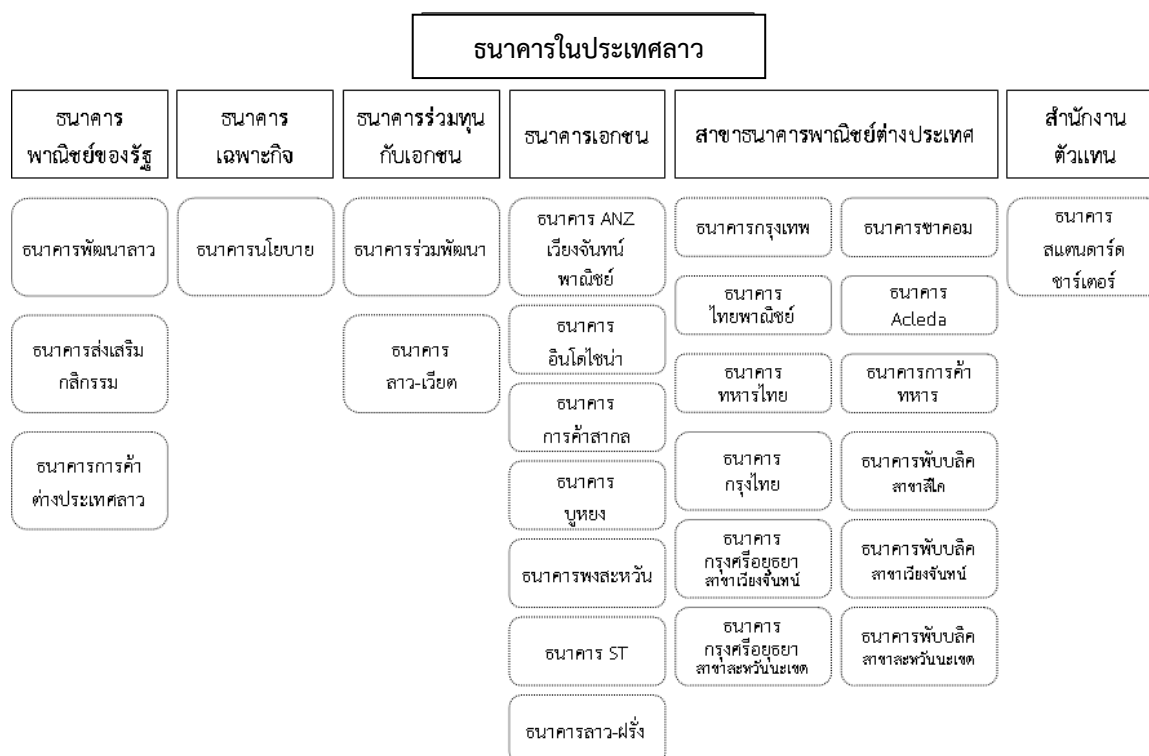 ธนาคารในประเทศลาว
ธนาคาร
พาณิชย์ของรัฐ
ธนาคาร
เฉพาะกิจ
ธนาคารร่วมทุน
กับเอกชน
ธนาคารเอกชน
สาขาธนาคารพาณิชย์ต่างประเทศ
สำนักงาน
ตัวแทน
ธนาคารพัฒนาลาว
ธนาคารส่งเสริม
กสิกรรม
ธนาคารการค้า
ต่างประเทศลาว
ธนาคารนโยบาย
ธนาคารร่วมพัฒนา
ธนาคาร
ลาว-เวียต
ธนาคาร ANZ
เวียงจันทน์
พาณิชย์
ธนาคาร
อินโดไชน่า
ธนาคาร
การค้าสากล
ธนาคาร
บูหยง
ธนาคารพงสะหวัน
ธนาคาร ST
ธนาคารลาว-ฝรั่ง
ธนาคารกรุงเทพ
ธนาคาร
ไทยพาณิชย์
ธนาคาร
ทหารไทย
ธนาคาร
กรุงไทย
ธนาคาร
กรุงศรีอยุธยา
สาขาเวียงจันทน์
ธนาคาร
กรุงศรีอยุธยา
สาขาสะหวันนะเขต
ธนาคารซาคอม
ธนาคาร
Acleda
ธนาคารการค้า
ทหาร
ธนาคารพับบลิค
สาขาสีไค
ธนาคารพับบลิค
สาขาเวียงจันทน์
ธนาคารพับบลิค
สาขาสะหวันนะเขต
ธนาคาร
สแตนดาร์ด
ชาร์เตอร์